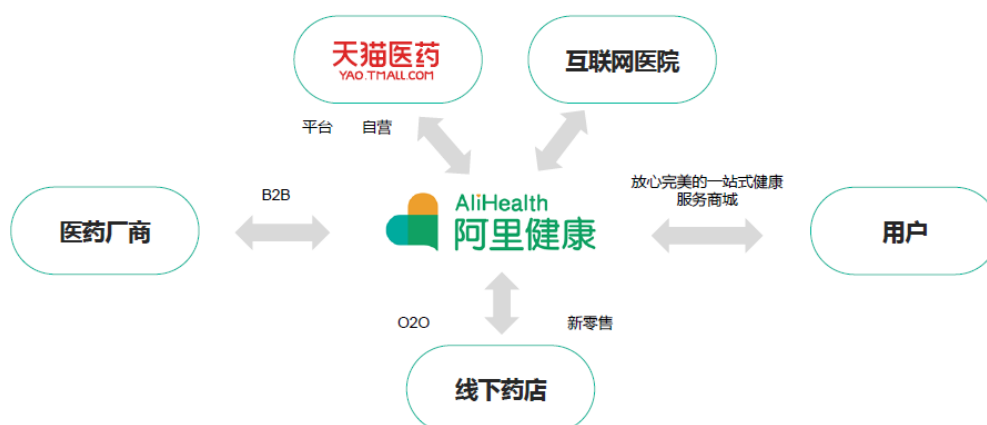 天猫医药
YAO.TMALL.COM
互联网医院
平台 自营
B2B
放心完美的一站式健康
服务商城
医药厂商
AliHealth
阿里健康
用户
O2O
新零售
线下药店